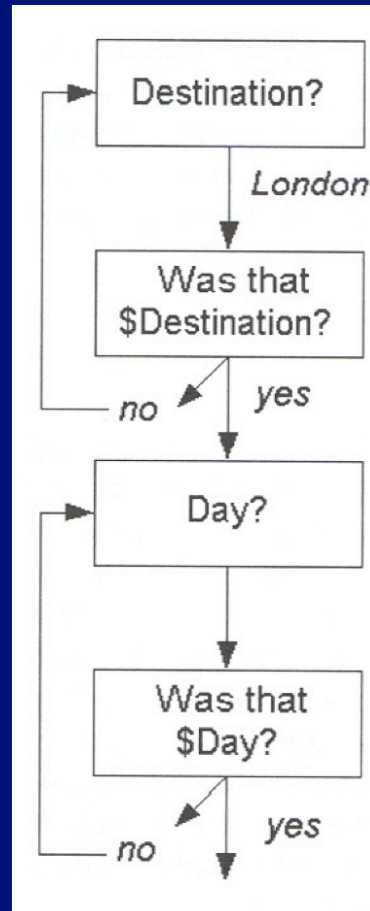 Destination?
London
Was that
$Destination?
no
yes
Day?
Was that
$Day?
no
yes